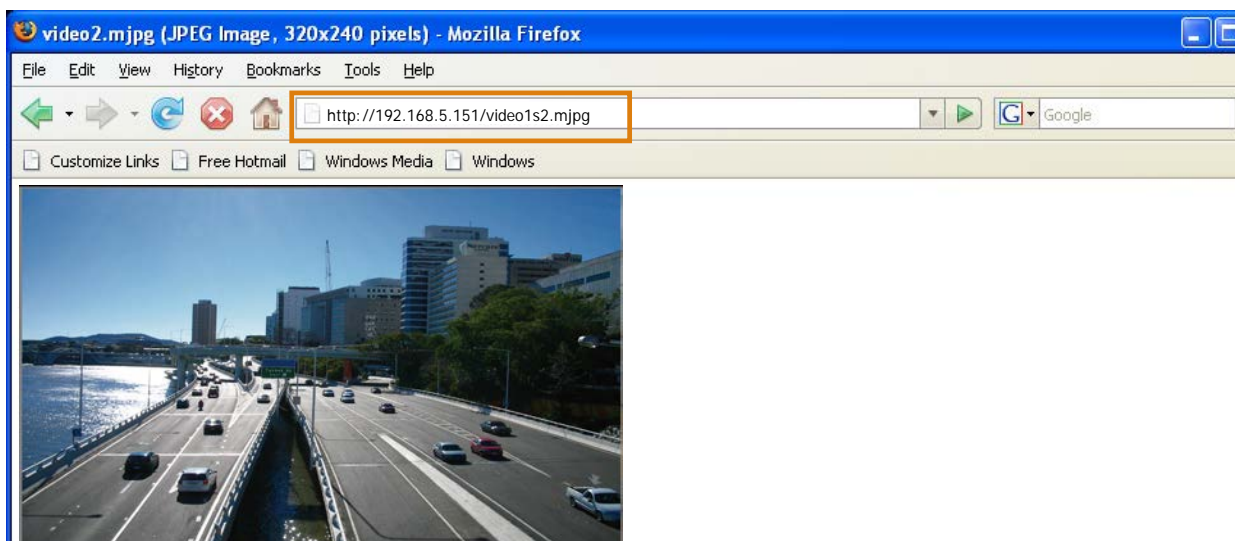 video2.mjpg (JPEG Image, 320x240 pixels) - Mozilla Firefox
File Edit View History Bookmarks Tools Help
http://192.168.5.151/video1s2.mjpg G Google
Customize Links Free Hotmail Windows Media Windows